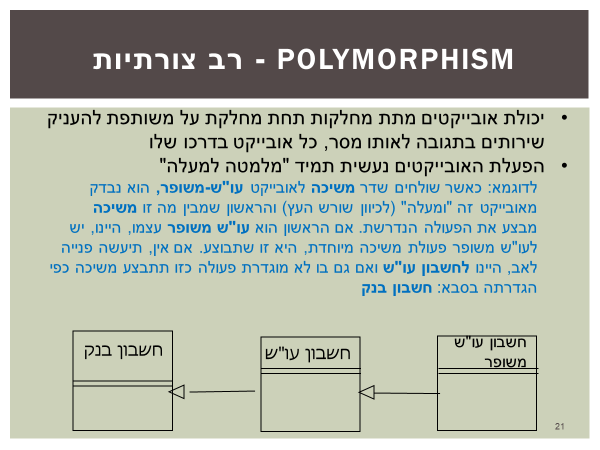 POLYMORPHISM - רב צורתיות
• יכולת אובייקטים מתת מחלקות תחת מחלקת על משותפת להעניק
שירותים בתגובה לאותו מסר, כל אובייקט בדרכו שלו
• הפעלת האובייקטים נעשית תמיד "מלמטה למעלה"
לדוגמא: כאשר שולחים שדר משיכה לאובייקט עו"ש-משופר, הוא נבדק
מאובייקט זה "ומעלה" (לכיוון שורש העץ) והראשון שמבין מה זו משיכה
מבצע את הפעולה הנדרשת. אם הראשון הוא עו"ש משופר עצמו, היינו, יש
לעו"ש משופר פעולת משיכה מיוחדת, היא זו שתבוצע. אם אין, תיעשה פנייה
לאב, היינו לחשבון עו"ש ואם גם בו לא מוגדרת פעולה כזו תתבצע משיכה כפי
הגדרתה בסבא: חשבון בנק
חשבון עו"ש
משופר
חשבון עו"ש
חשבון בנק
21